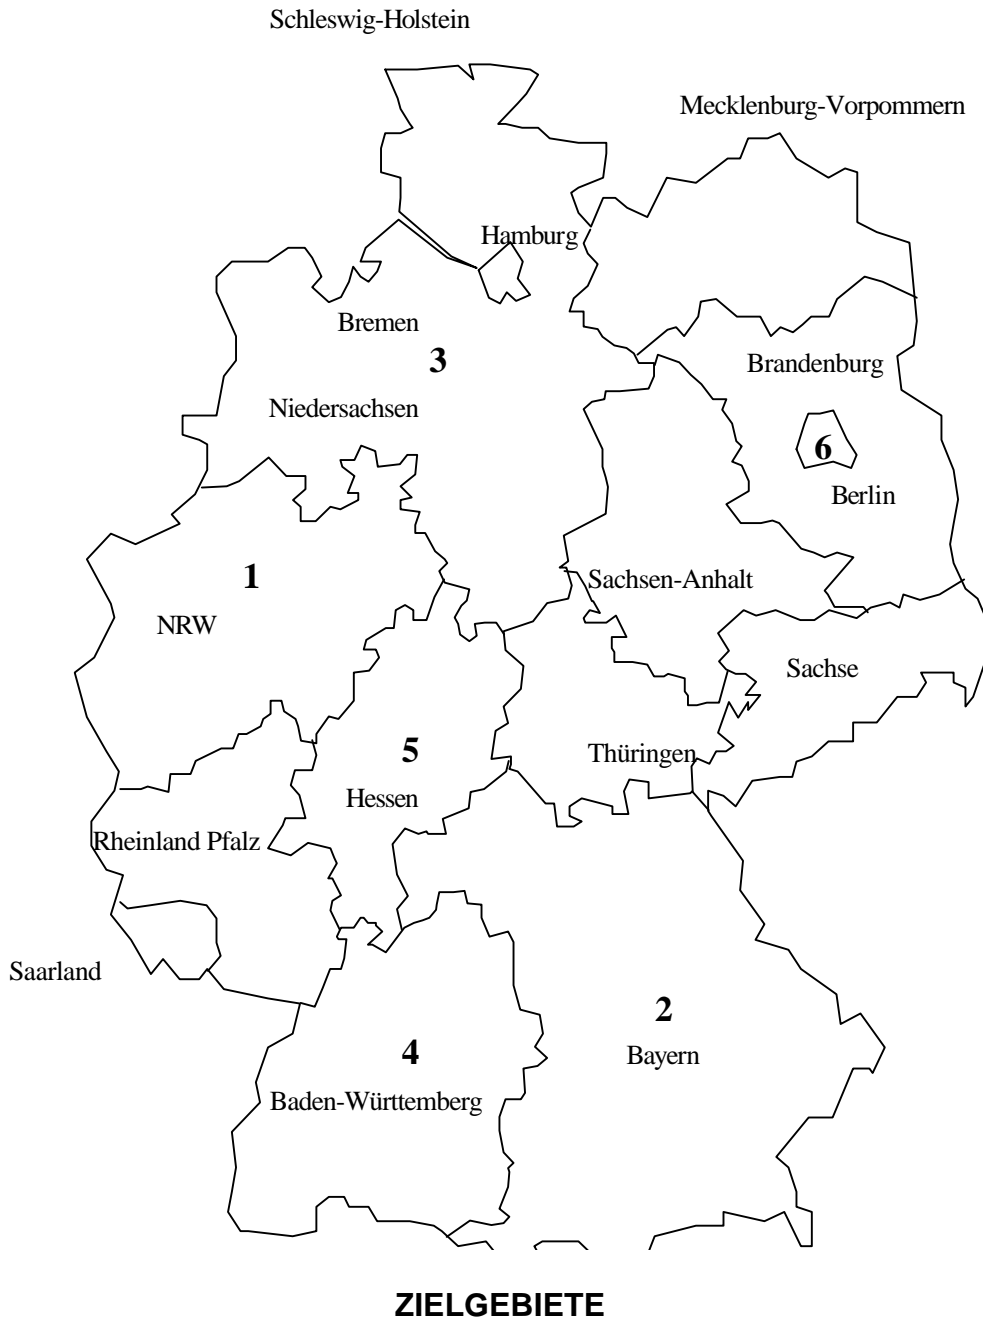 Schleswig-Holstein
Mecklenburg-Vorpommern
Hamburg
Bremen
3
Brandenburg
Niedersachsen
6
Berlin
1
Sachsen-Anhalt
NRW
Sachse
5
Thüringen
Hessen
Rheinland Pfalz
Saarland
2
4
Bayern
Baden-Württemberg
ZIELGEBIETE